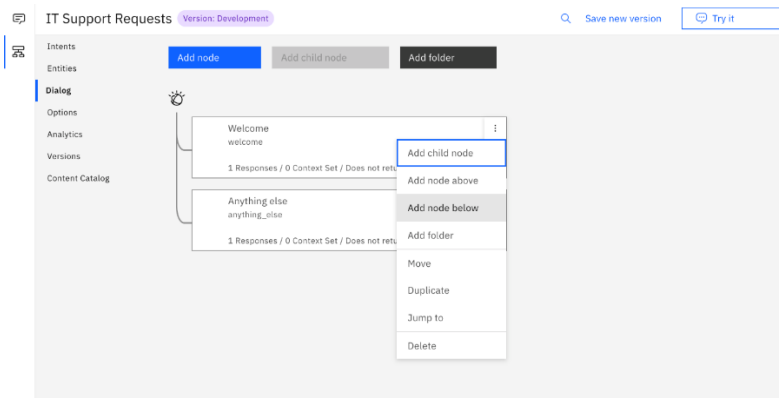 IT Support Requests
Version: Development
Save new version
Try it
Intents
Entities
Dialog
Options
Analytics
Versions
Content Catalog
Add node
Add child node
Add folder
Welcome
welcome
1 Responses / 0 Context Set / Does not retu
Anything else
anything_else
1 Responses / 0 Context Set / Does not retu
Add child node
Add node above
Add node below
Add folder
Move
Duplicate
Jump to
Delete